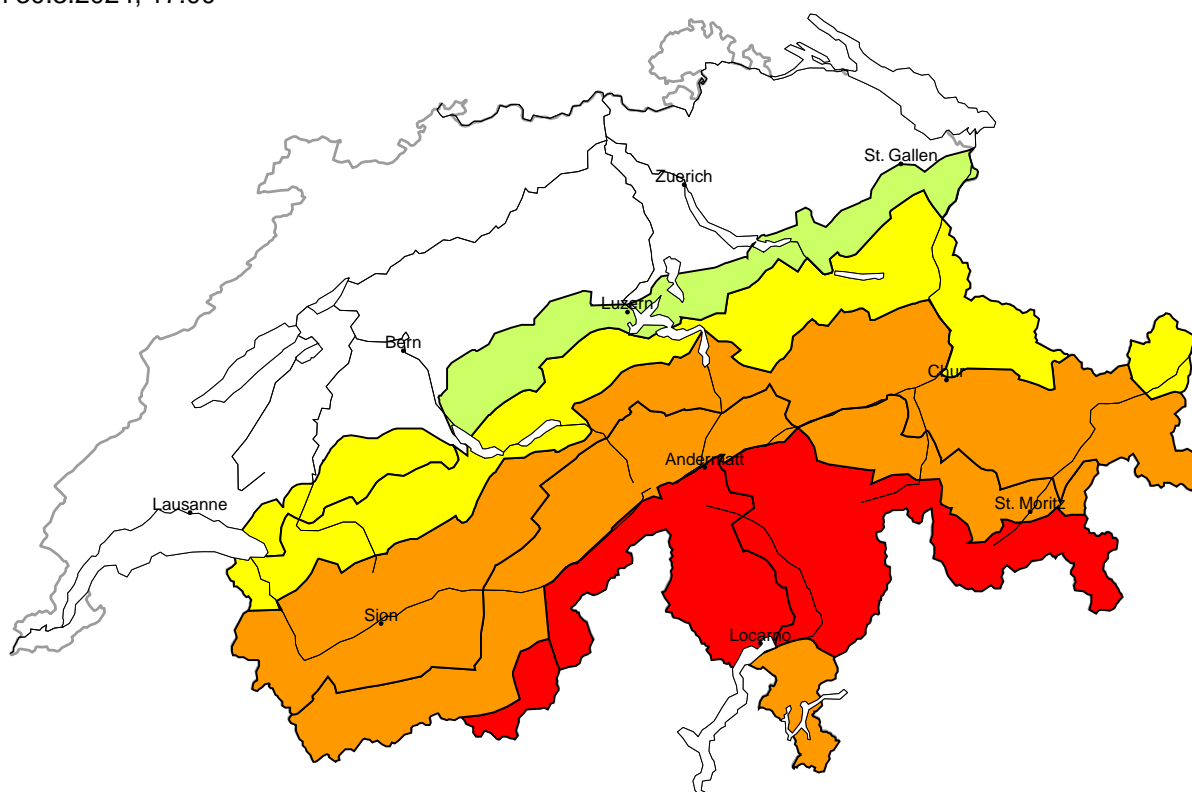 St. Gallen
Zuerich
Luzern
Bern
Chur
Andermatt
Lausanne
St. Moritz
Sion
Locarno